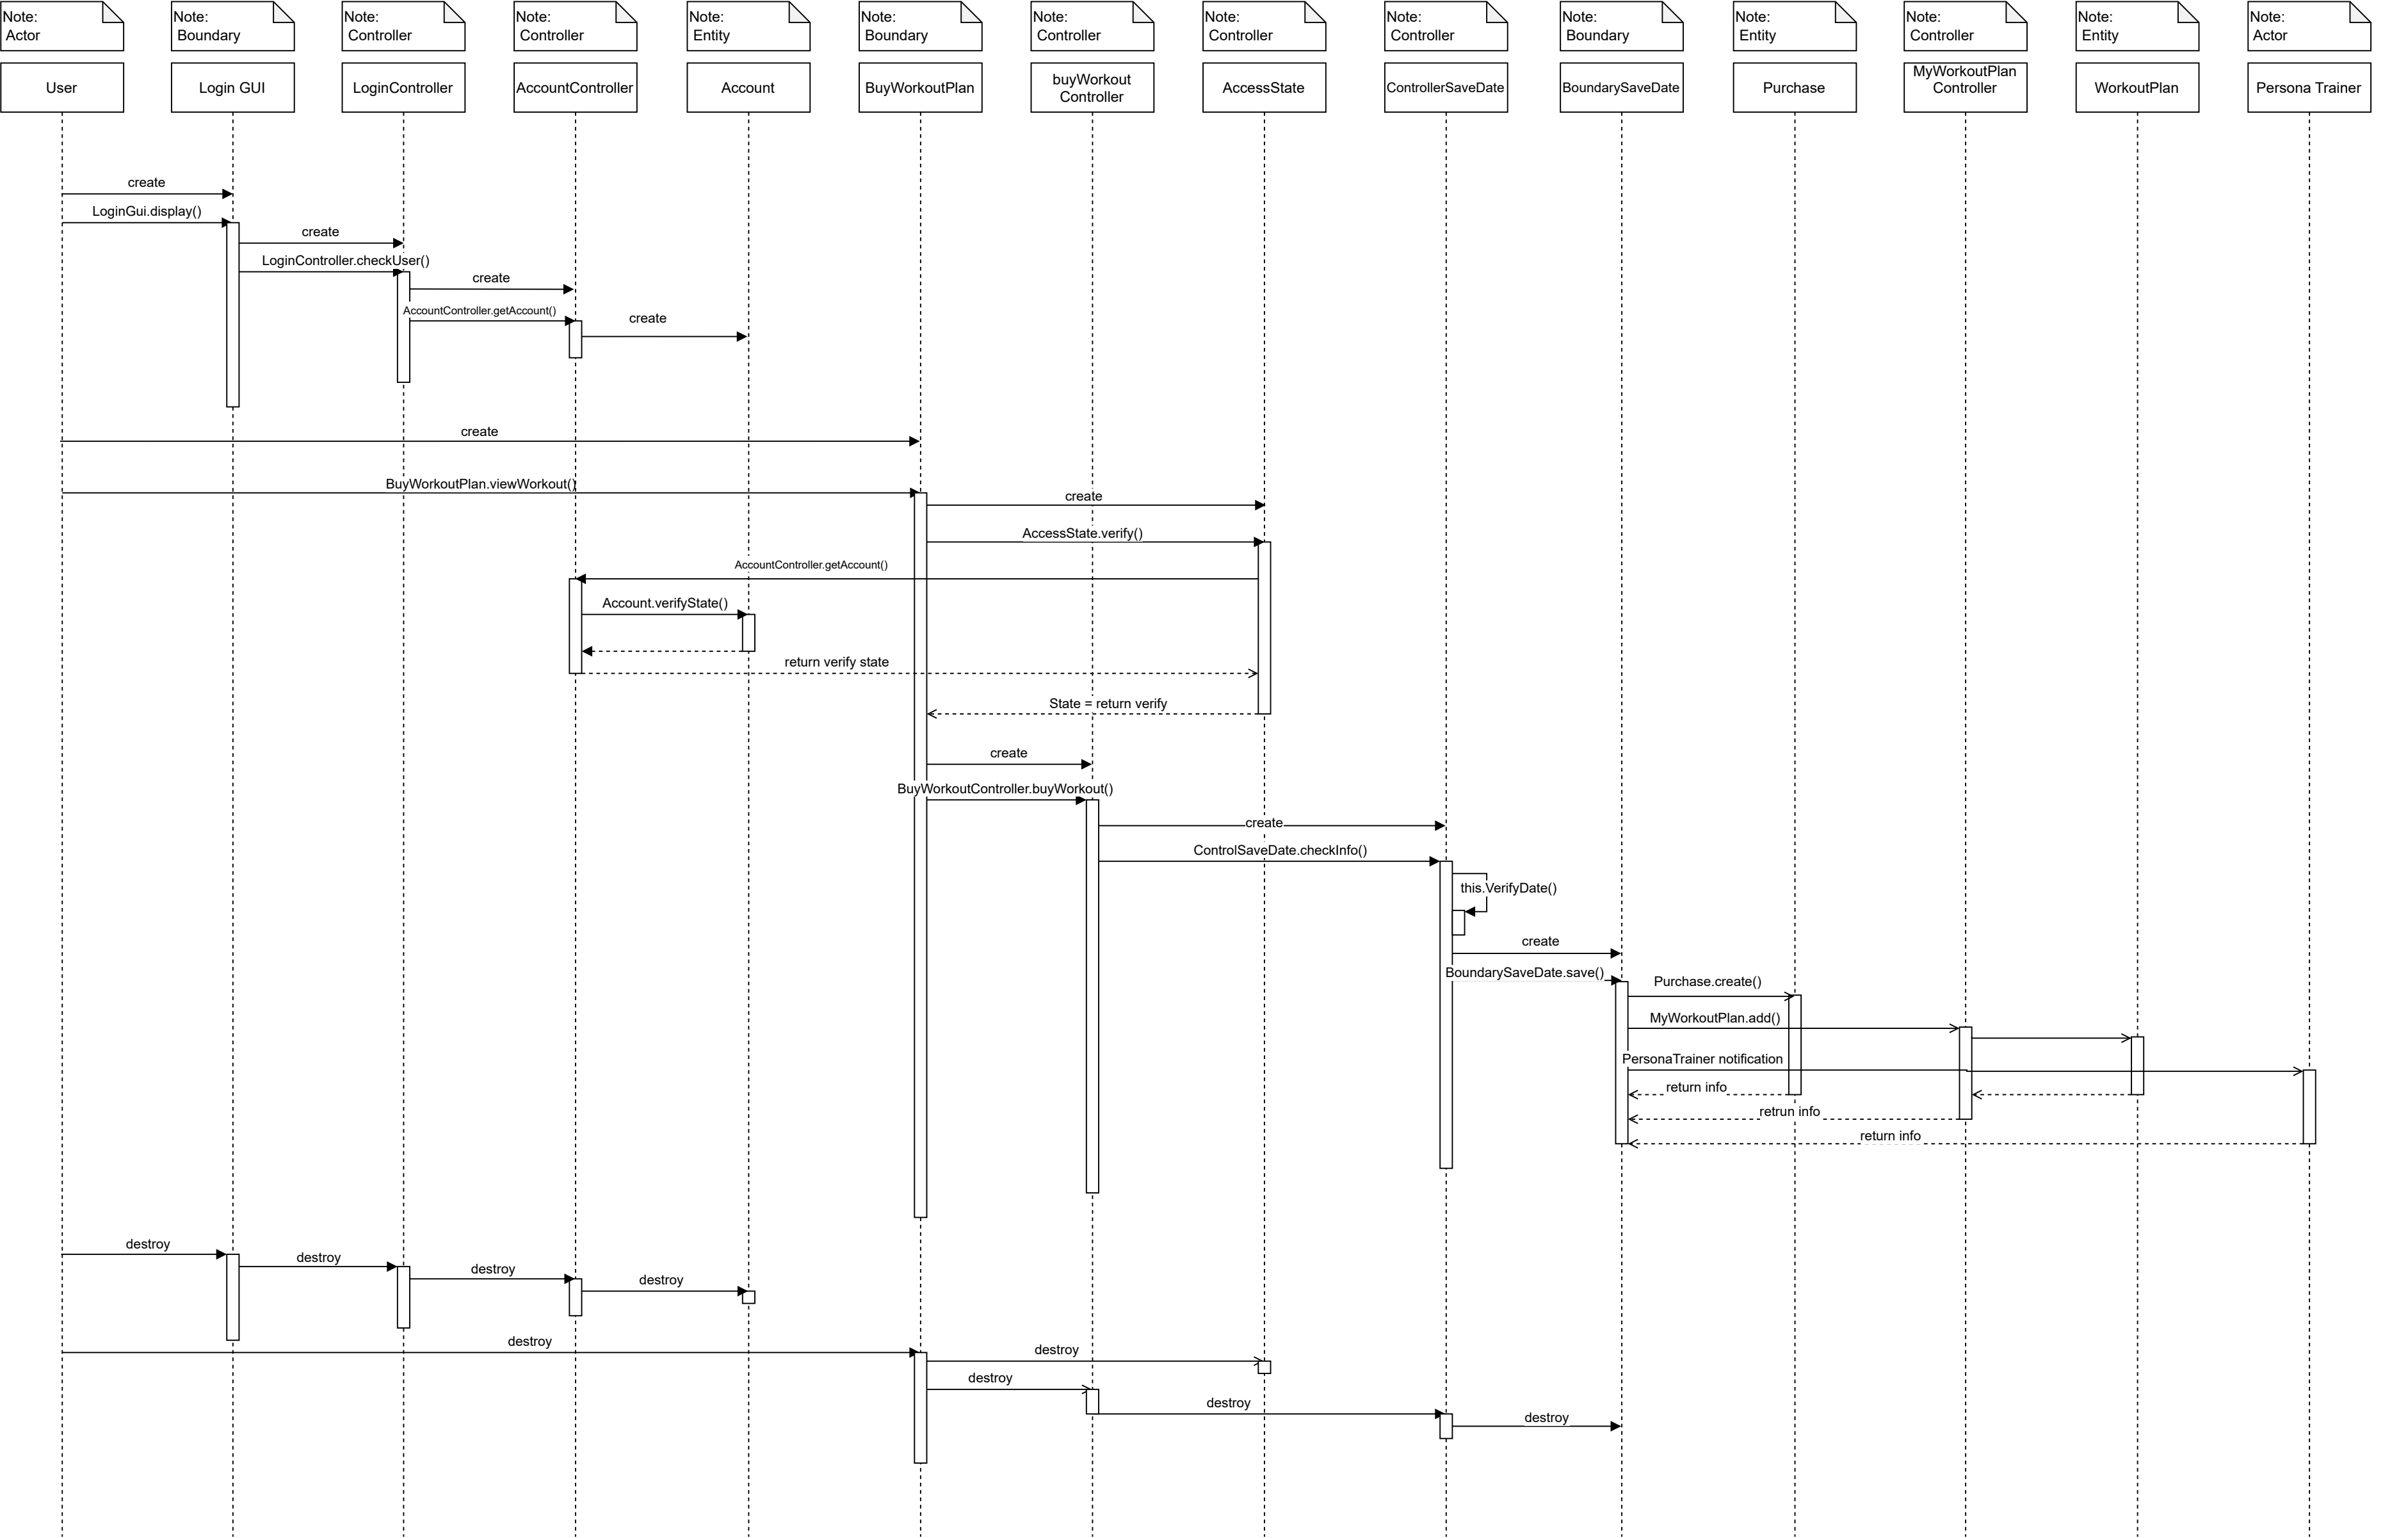 Note:
Actor
Note:
Boundary
Note:
Controller
Note:
Controller
Note:
Entity
Note:
Boundary
Note:
Controller
Note:
Controller
Note:
Controller
Note:
Boundary
Note:
Entity
Note:
Controller
Note:
Entity
Note:
Actor
User
Login GUI
LoginController
AccountController
Account
BuyWorkoutPlan
buyWorkout
Controller
AccessState
ControllerSaveDate
BoundarySaveDate
Purchase
MyWorkoutPlan
Controller
WorkoutPlan
Persona Trainer
create
LoginGui.display()
create
LoginController.checkUser()
create
AccountController.getAccount()
create
create
BuyWorkoutPlan.viewWorkout()
create
AccessState.verify()
AccountController.getAccount()
Account.verifyState()
return verify state
State = return verify
create
BuyWorkoutController.buyWorkout()
create
ControlSaveDate.checkInfo()
this.VerifyDate()
create
BoundarySaveDate.save()
Purchase.create()
MyWorkoutPlan.add()
PersonaTrainer notification
return info
retrun info
return info
destroy
destroy
destroy
destroy
destroy
destroy
destroy
destroy
destroy